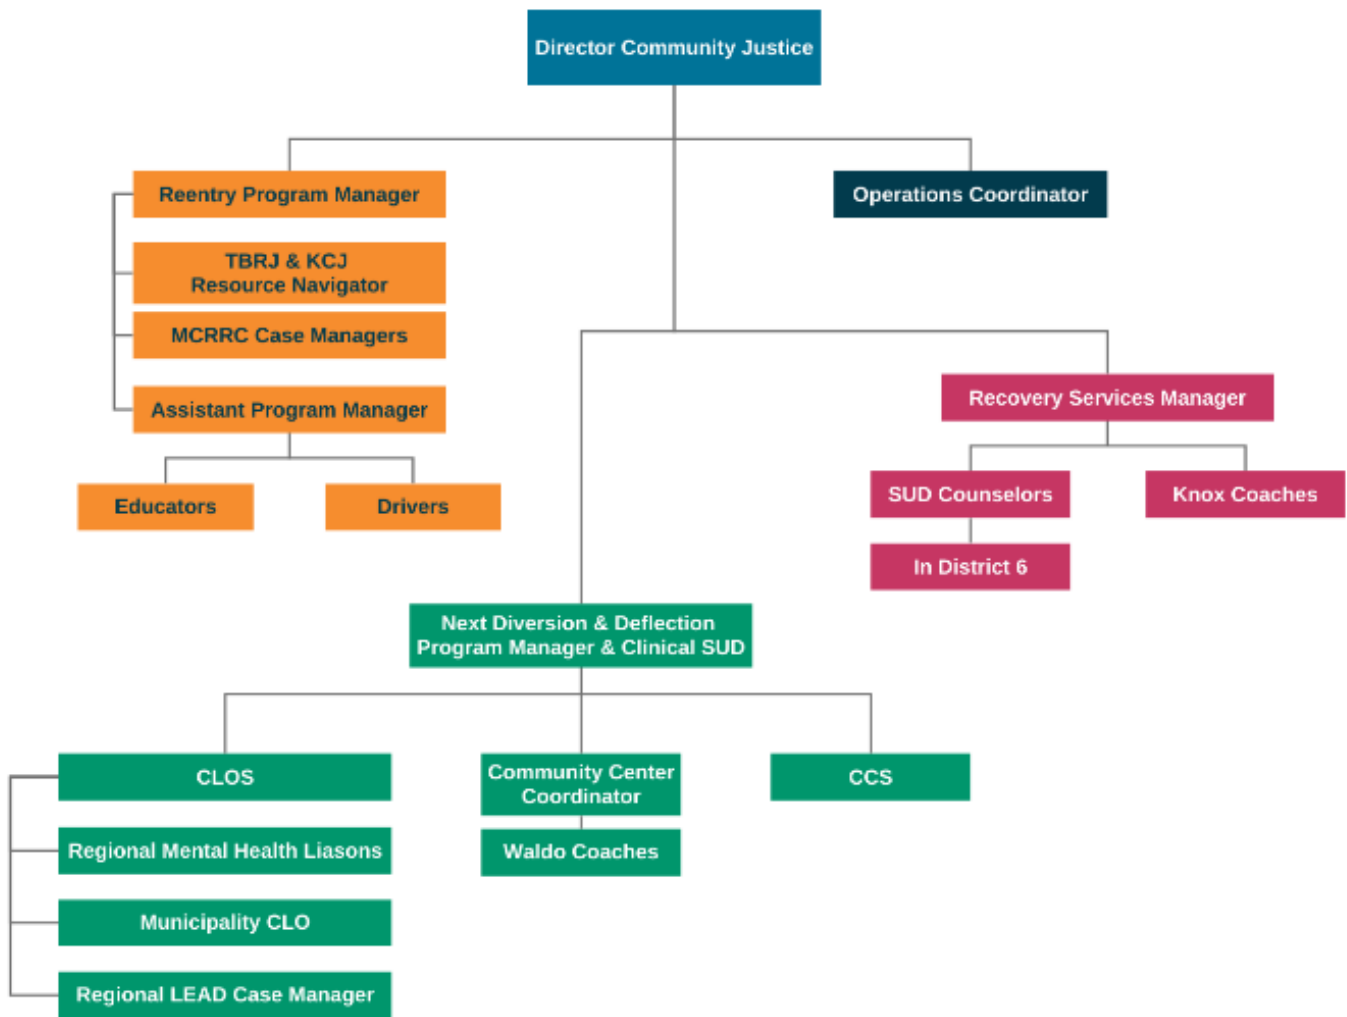 Director Community Justice
Reentry Program Manager
Operations Coordinator
TBRJ & KCJ
Resource Navigator
MCRRC Case Managers
Assistant Program Manager
Educators
Drivers
Recovery Services Manager
SUD Counselors
Knox Coaches
In District 6
Next Diversion & Deflection
Program Manager & Clinical SUD
CLOS
Community Center
Coordinator
CCS
Regional Mental Health Liasons
Waldo Coaches
Municipality CLO
Regional LEAD Case Manager